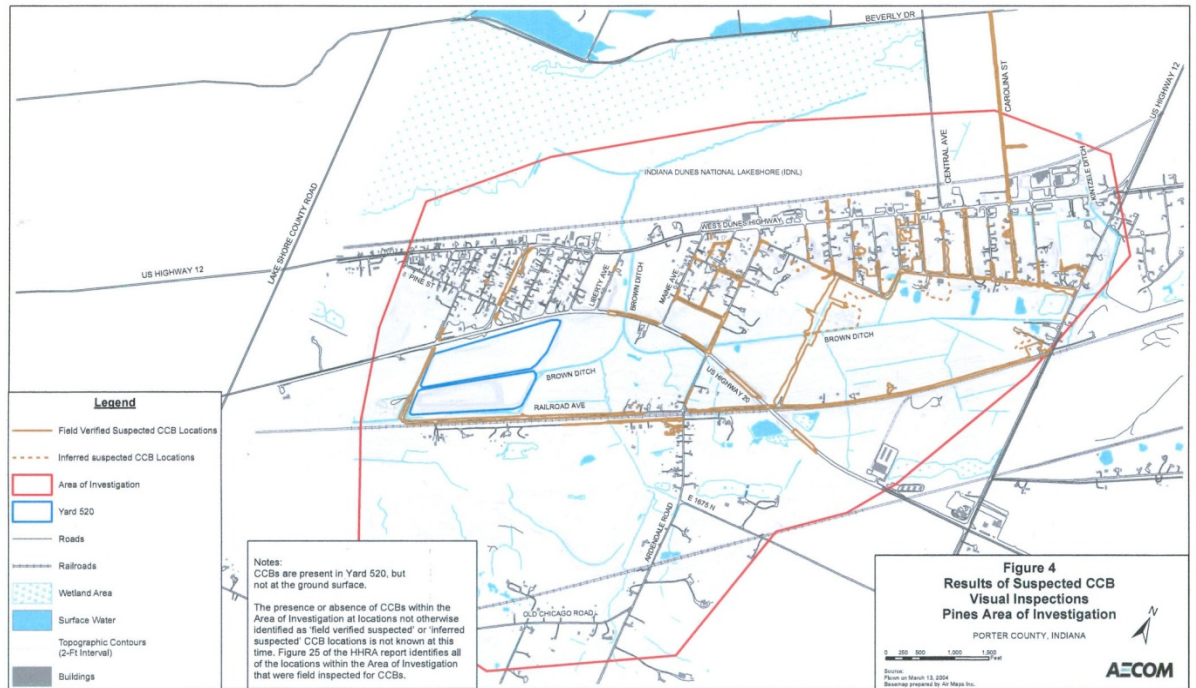 BEVERLY DR
CAROLINA ST
US HIGHWAY 12
CENTRAL AVE
LAKE SHORE COUNTY ROAD
INDIANA DUNES NATIONAL LAKESHORE (IDNL)
KINTZELE DITCH
WEST DUNES HIGHWAY
US HIGHWAY 12
PINE ST
LIBERTY AVE
BROWN DITCH
MAINE AVE
BROWN DITCH
BROWN DITCH
US HIGHWAY 20
RAILROAD AVE
E 1675 N
ARDENDALE ROAD
OLD CHICAGO ROAD
Legend
Field Verified Suspected CCB Locations
Inferred suspected CCB Locations
Area of Investigation
Yard 520
Roads
Railroads
Wetland Area
Surface Water
Topographic Contours
(2-Ft Interval)
Buildings
Notes:
CCBs are present in Yard 520, but
not at the ground surface.
The presence or absence of CCBs within the
Area of Investigation at locations not otherwise
identified as 'field verified suspected' or 'inferred
suspected' CCB locations is not known at this
time. Figure 25 of the HHRA report identifies all
of the locations within the Area of Investigation
that were field inspected for CCBs.
Figure 4
Results of Suspected CCB
Visual Inspections
Pines Area of Investigation
PORTER COUNTY, INDIANA
N
0 250 500 1,000 1,500
Feet
Source:
Flown on March 13, 2004
Basemap prepared by Air Maps Inc.
AECOM